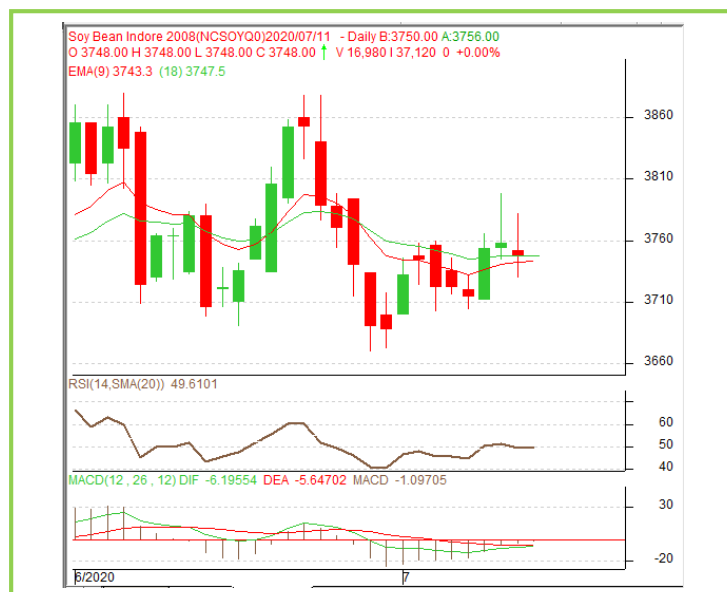 Soy Bean Indore 2008(NCSOYQ0)2020/07/11 - Daily B:3750.00 A:3756.00
O 3748.00 H 3748.00 L 3748.00 C 3748.00 ↑ V 16,980 I 37,120 0 +0.00%
EMA(9) 3743.3 (18) 3747.5
3860
3810
3760
3710
3660
RSI(14,SMA(20)) 49.6101
60
50
40
MACD(12 , 26 , 12) DIF -6.19554 DEA -5.64702 MACD -1.09705
30
-20
6/2020 7